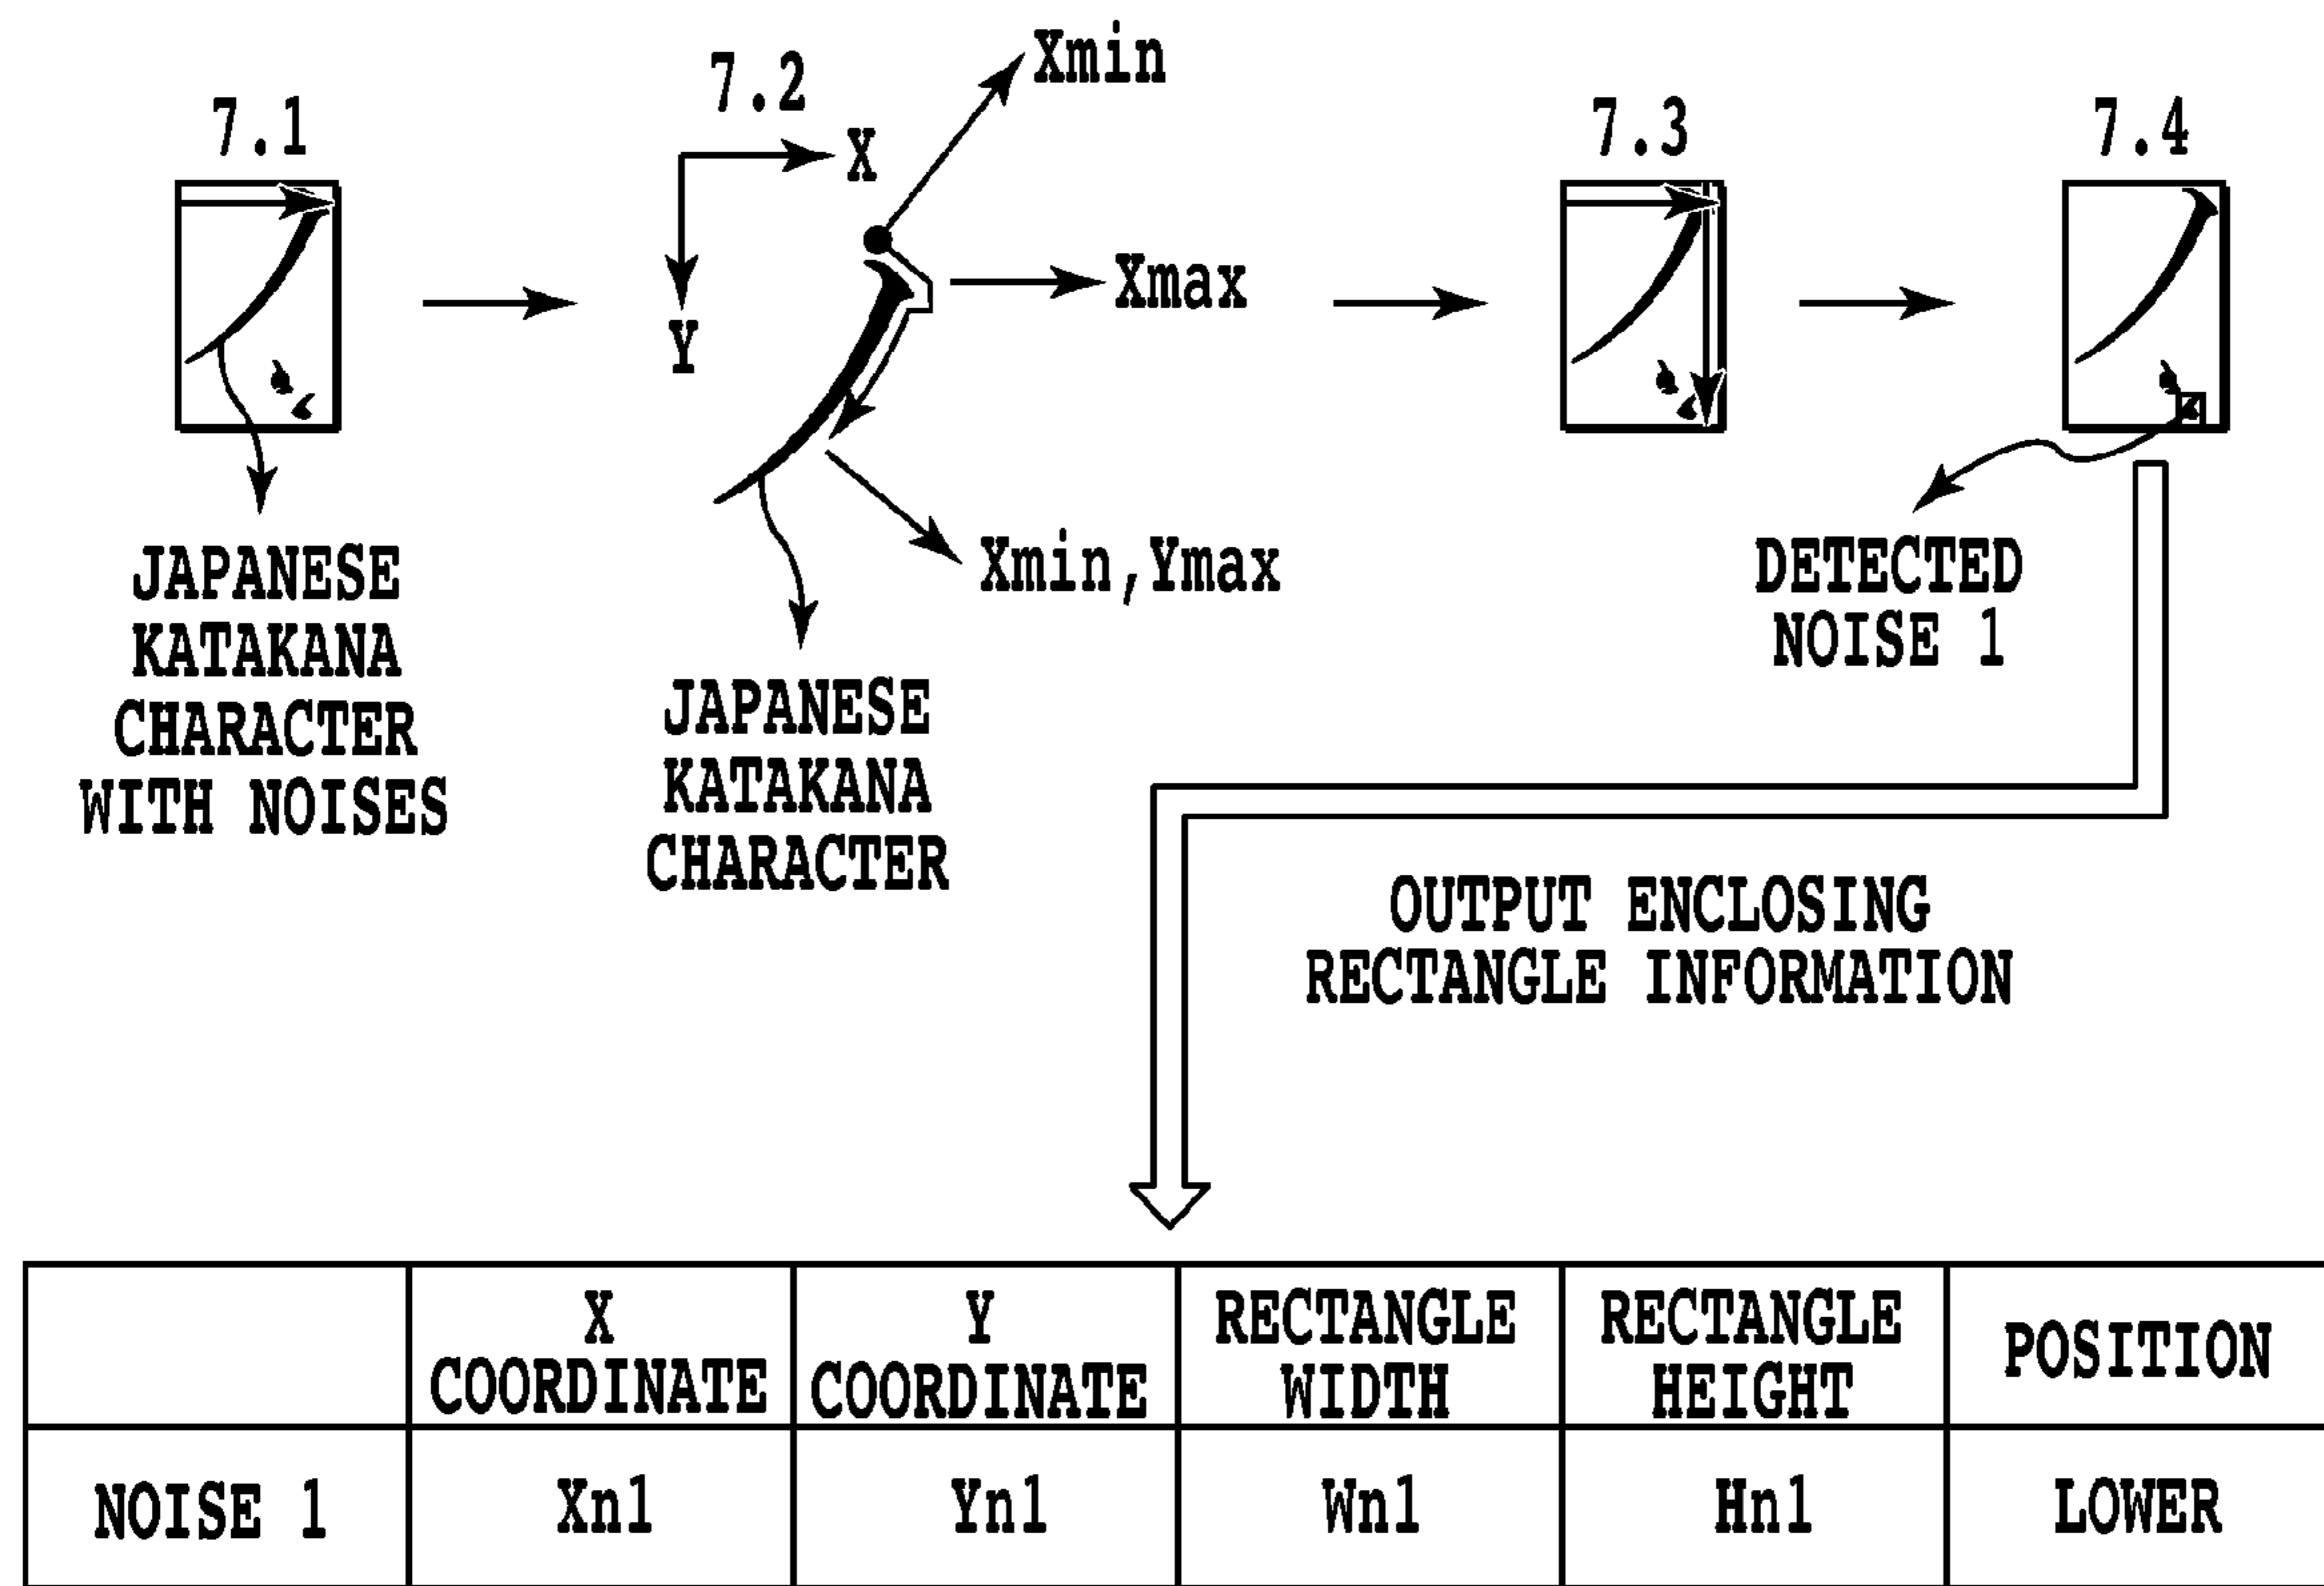 7.1
7.2
Xmin
X
Y
Xmax
Xmin,Ymax
7.3
7.4
JAPANESE
KATAKANA
CHARACTER
WITH NOISES
JAPANESE
KATAKANA
CHARACTER
DETECTED
NOISE 1
OUTPUT ENCLOSING
RECTANGLE INFORMATION
X
COORDINATE
Y
COORDINATE
RECTANGLE
WIDTH
RECTANGLE
HEIGHT
POSITION
NOISE 1
Xn1
Yn1
Wn1
Hn1
LOWER